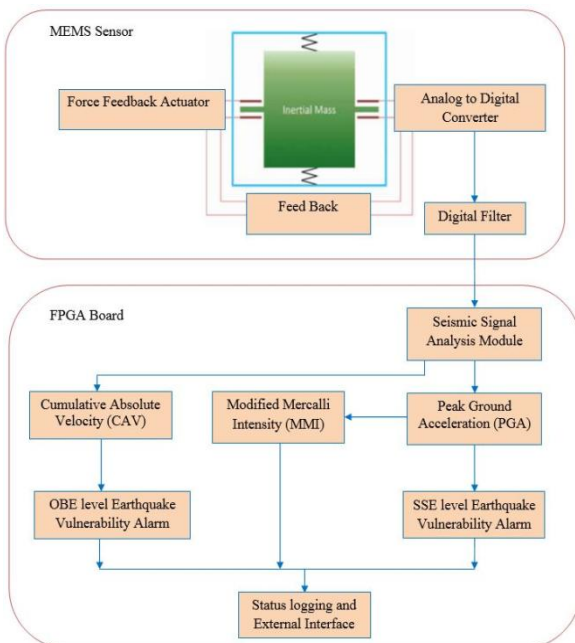 MEMS Sensor
Force Feedback Actuator
Inertial Mass
Analog to Digital
Converter
Feed Back
Digital Filter
FPGA Board
Seismic Signal
Analysis Module
Cumulative Absolute
Velocity (CAV)
Modified Mercalli
Intensity (MMI)
Peak Ground
Acceleration (PGA)
OBE level Earthquake
Vulnerability Alarm
SSE level Earthquake
Vulnerability Alarm
Status logging and
External Interface